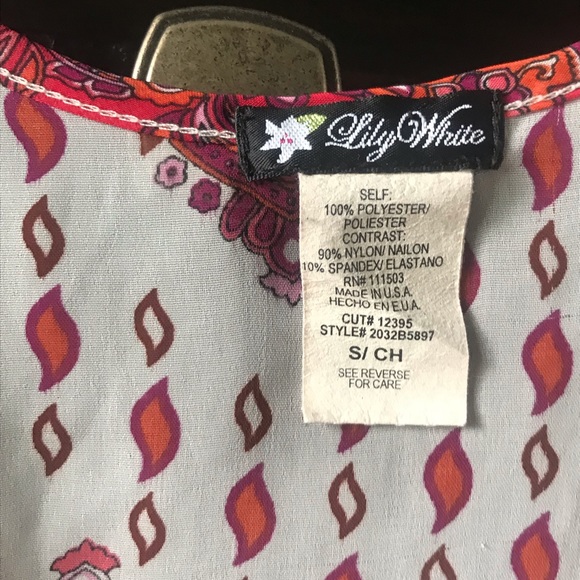 Lily White
SELF:
100% POLYESTER/
POLIESTER
CONTRAST:
90% NYLON/ NAILON
10% SPANDEX/ ELASTANO
RN# 111503
MADE IN U.S.A.
HECHO EN E.U.A.
CUT# 12395
STYLE# 2032B5897
S/ CH
SEE REVERSE
FOR CARE